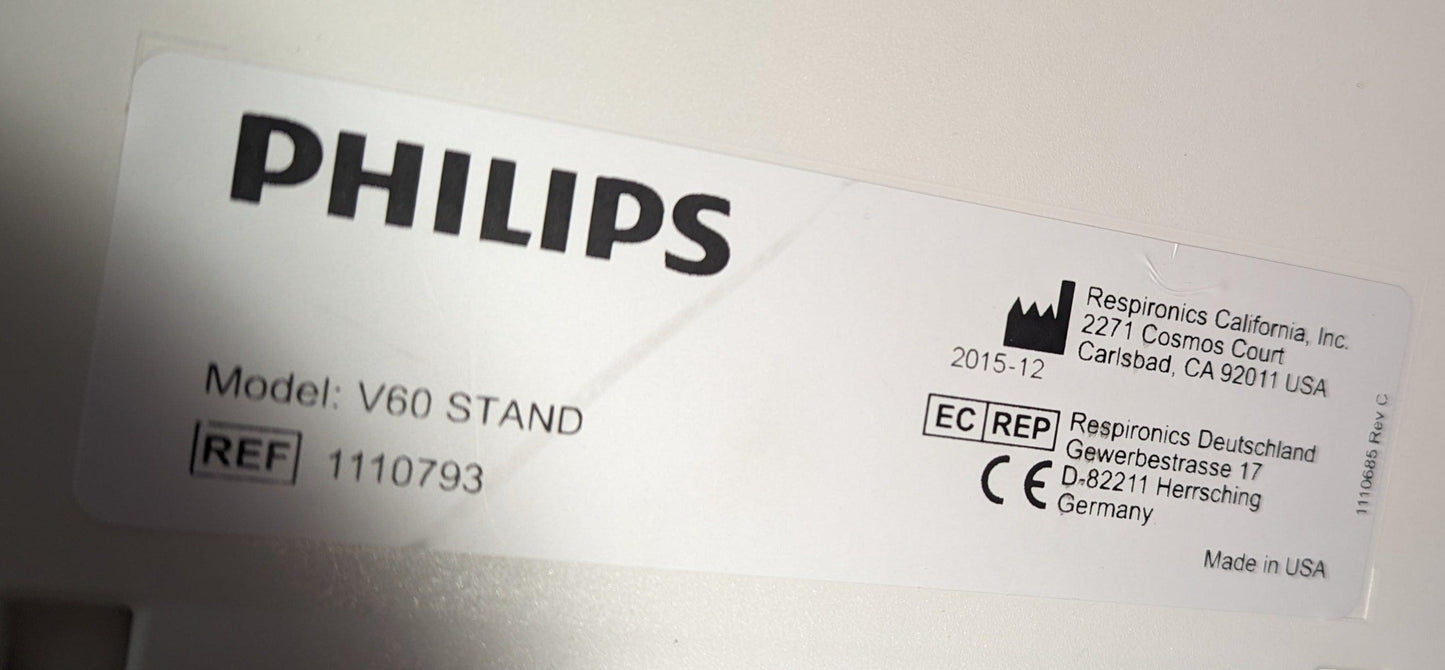 PHILIPS
Model: V60 STAND
REF 1110793
2015-12
Respironics California, Inc.
2271 Cosmos Court
Carlsbad, CA 92011 USA
EC REP
Respironics Deutschland
Gewerbestrasse 17
D-82211 Herrsching
Germany
CE
Made in USA
1110685 Rev C